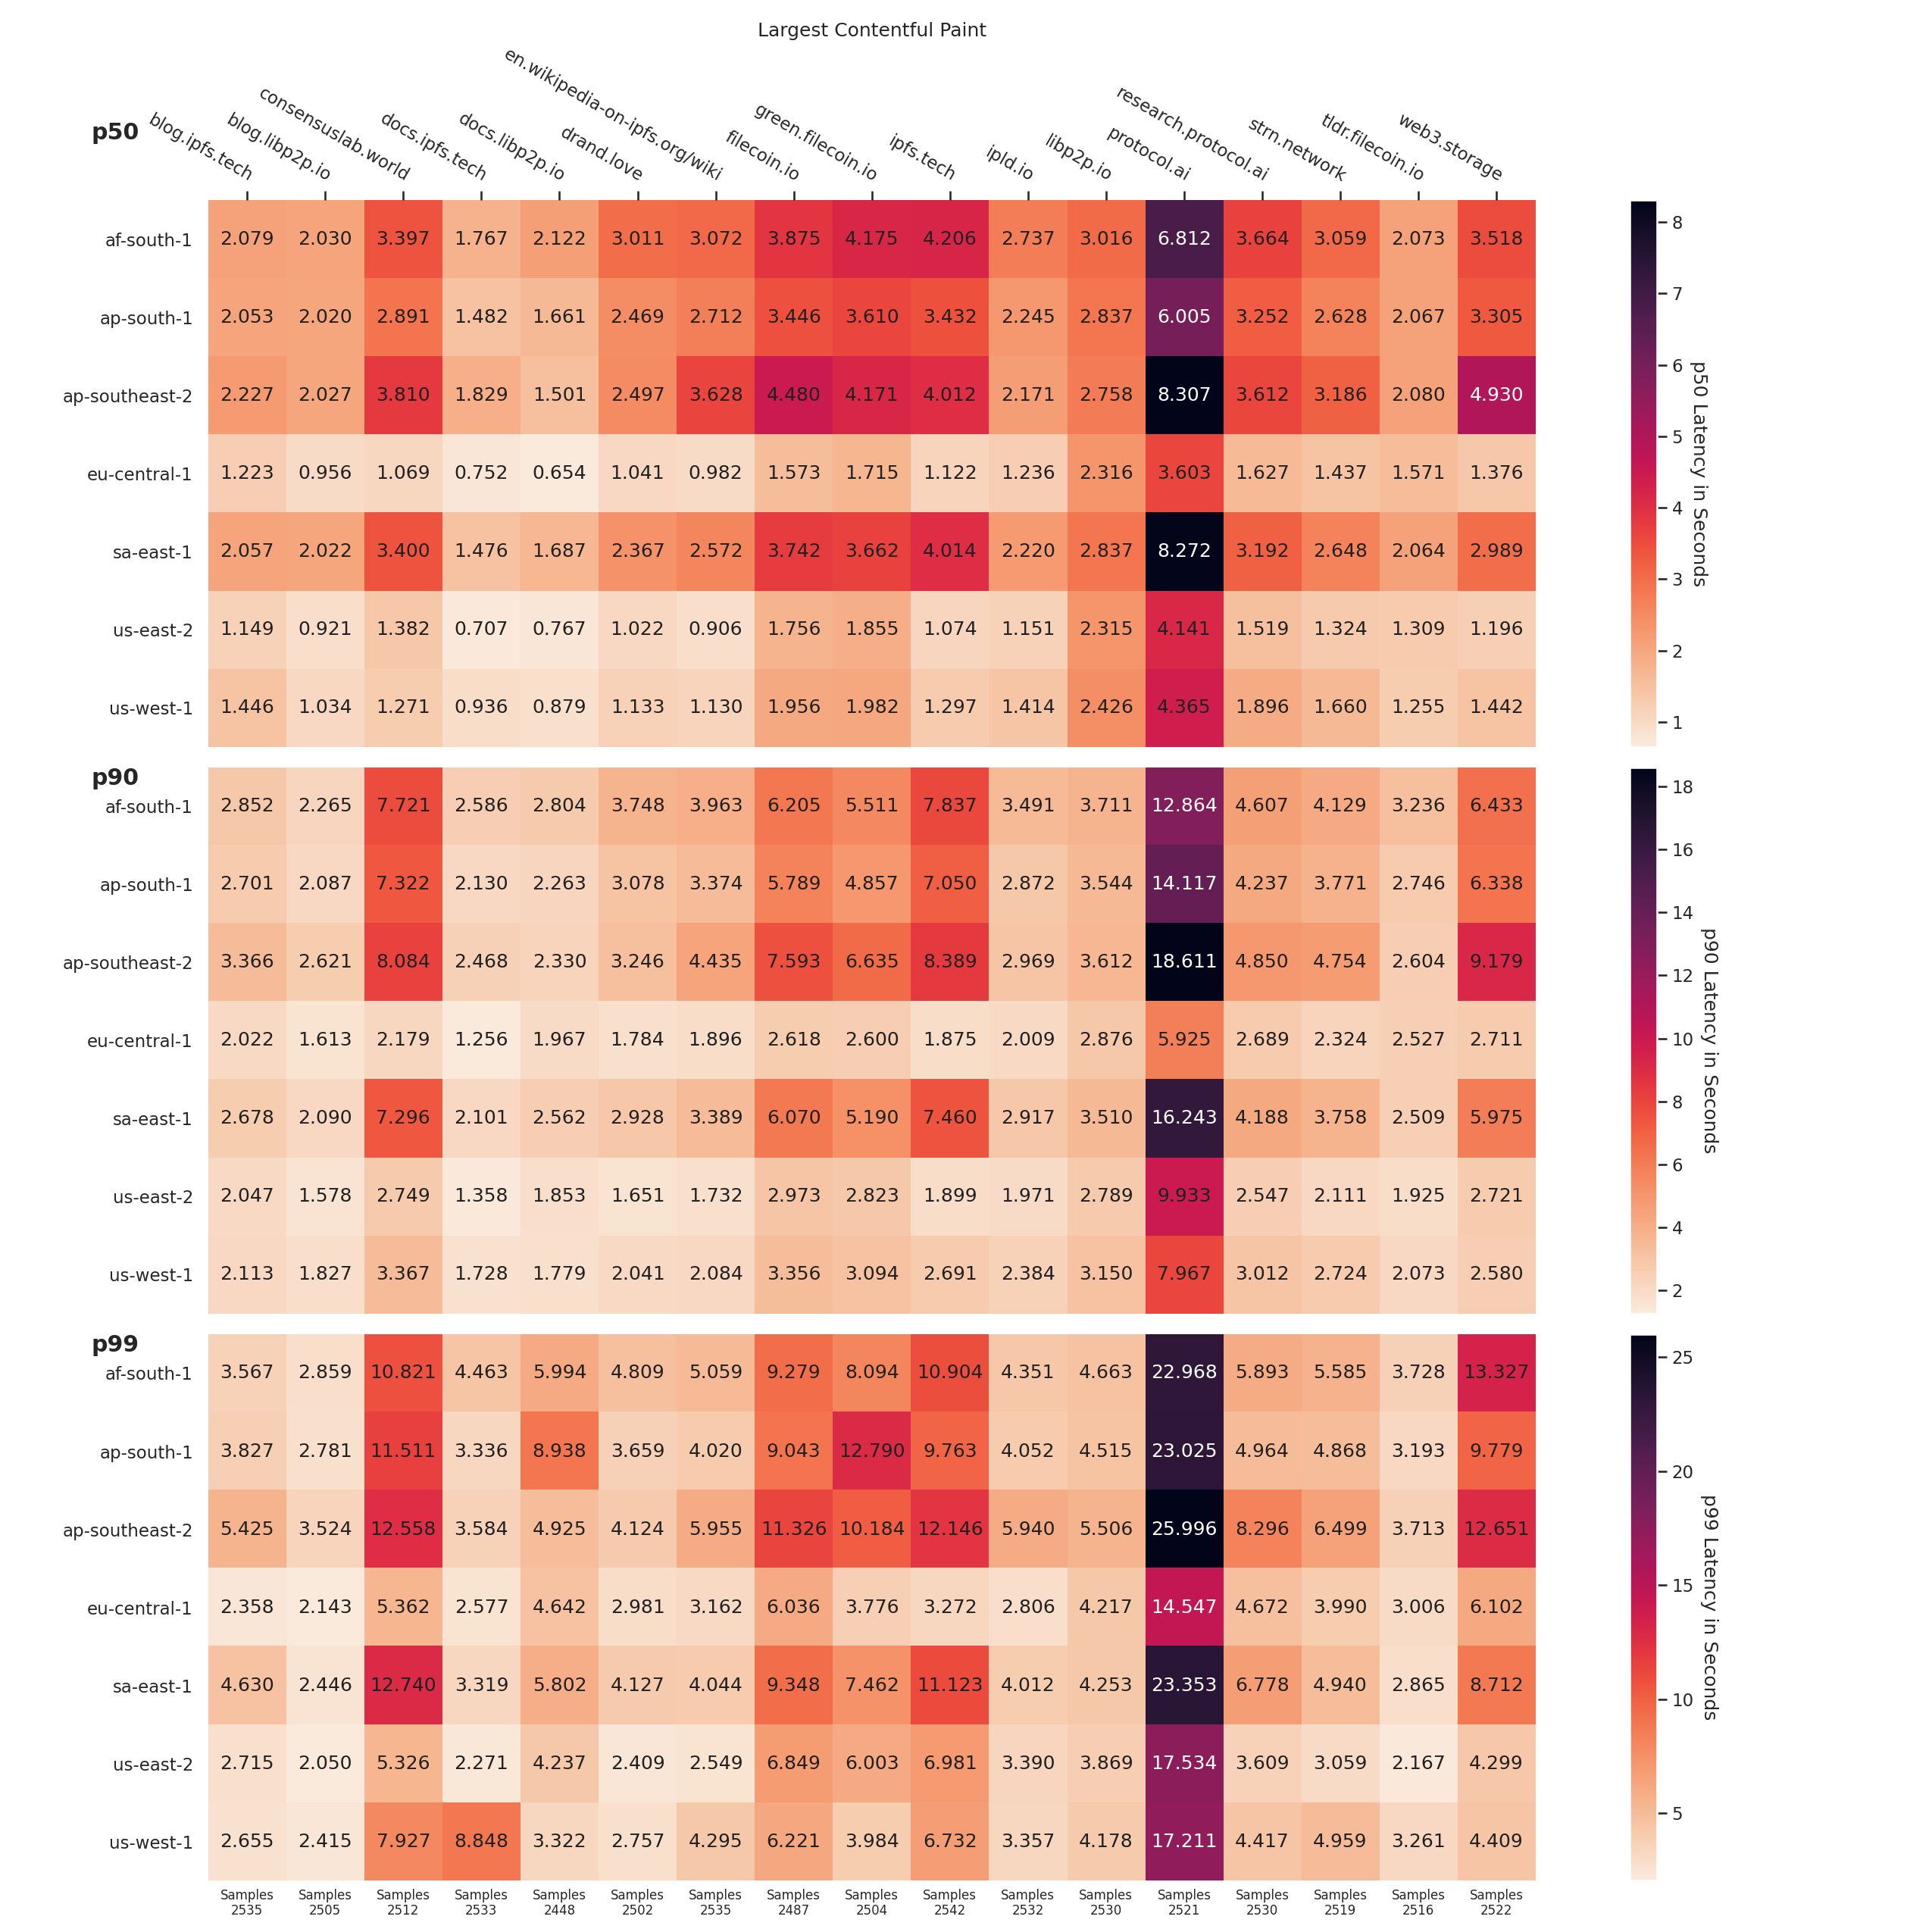 Largest Contentful Paint
p50
blog.ipfs.tech
blog.libp2p.io
consensuslab.world
docs.ipfs.tech
docs.libp2p.io
drand.love
en.wikipedia-on-ipfs.org/wiki
filecoin.io
green.filecoin.io
ipfs.tech
ipld.io
libp2p.io
protocol.ai
research.protocol.ai
strn.network
tldr.filecoin.io
web3.storage
af-south-1 2.079 2.030 3.397 1.767 2.122 3.011 3.072 3.875 4.175 4.206 2.737 3.016 6.812 3.664 3.059 2.073 3.518
ap-south-1 2.053 2.020 2.891 1.482 1.661 2.469 2.712 3.446 3.610 3.432 2.245 2.837 6.005 3.252 2.628 2.067 3.305
ap-southeast-2 2.227 2.027 3.810 1.829 1.501 2.497 3.628 4.480 4.171 4.012 2.171 2.758 8.307 3.612 3.186 2.080 4.930
eu-central-1 1.223 0.956 1.069 0.752 0.654 1.041 0.982 1.573 1.715 1.122 1.236 2.316 3.603 1.627 1.437 1.571 1.376
sa-east-1 2.057 2.022 3.400 1.476 1.687 2.367 2.572 3.742 3.662 4.014 2.220 2.837 8.272 3.192 2.648 2.064 2.989
us-east-2 1.149 0.921 1.382 0.707 0.767 1.022 0.906 1.756 1.855 1.074 1.151 2.315 4.141 1.519 1.324 1.309 1.196
us-west-1 1.446 1.034 1.271 0.936 0.879 1.133 1.130 1.956 1.982 1.297 1.414 2.426 4.365 1.896 1.660 1.255 1.442
8
7
6
5
4
3
2
1
p50 Latency in Seconds
p90
af-south-1 2.852 2.265 7.721 2.586 2.804 3.748 3.963 6.205 5.511 7.837 3.491 3.711 12.864 4.607 4.129 3.236 6.433
ap-south-1 2.701 2.087 7.322 2.130 2.263 3.078 3.374 5.789 4.857 7.050 2.872 3.544 14.117 4.237 3.771 2.746 6.338
ap-southeast-2 3.366 2.621 8.084 2.468 2.330 3.246 4.435 7.593 6.635 8.389 2.969 3.612 18.611 4.850 4.754 2.604 9.179
eu-central-1 2.022 1.613 2.179 1.256 1.967 1.784 1.896 2.618 2.600 1.875 2.009 2.876 5.925 2.689 2.324 2.527 2.711
sa-east-1 2.678 2.090 7.296 2.101 2.562 2.928 3.389 6.070 5.190 7.460 2.917 3.510 16.243 4.188 3.758 2.509 5.975
us-east-2 2.047 1.578 2.749 1.358 1.853 1.651 1.732 2.973 2.823 1.899 1.971 2.789 9.933 2.547 2.111 1.925 2.721
us-west-1 2.113 1.827 3.367 1.728 1.779 2.041 2.084 3.356 3.094 2.691 2.384 3.150 7.967 3.012 2.724 2.073 2.580
18
16
14
12
10
8
6
4
2
p90 Latency in Seconds
p99
af-south-1 3.567 2.859 10.821 4.463 5.994 4.809 5.059 9.279 8.094 10.904 4.351 4.663 22.968 5.893 5.585 3.728 13.327
ap-south-1 3.827 2.781 11.511 3.336 8.938 3.659 4.020 9.043 12.790 9.763 4.052 4.515 23.025 4.964 4.868 3.193 9.779
ap-southeast-2 5.425 3.524 12.558 3.584 4.925 4.124 5.955 11.326 10.184 12.146 5.940 5.506 25.996 8.296 6.499 3.713 12.651
eu-central-1 2.358 2.143 5.362 2.577 4.642 2.981 3.162 6.036 3.776 3.272 2.806 4.217 14.547 4.672 3.990 3.006 6.102
sa-east-1 4.630 2.446 12.740 3.319 5.802 4.127 4.044 9.348 7.462 11.123 4.012 4.253 23.353 6.778 4.940 2.865 8.712
us-east-2 2.715 2.050 5.326 2.271 4.237 2.409 2.549 6.849 6.003 6.981 3.390 3.869 17.534 3.609 3.059 2.167 4.299
us-west-1 2.655 2.415 7.927 8.848 3.322 2.757 4.295 6.221 3.984 6.732 3.357 4.178 17.211 4.417 4.959 3.261 4.409
25
20
15
10
5
p99 Latency in Seconds
Samples Samples Samples Samples Samples Samples Samples Samples Samples Samples Samples Samples Samples Samples Samples Samples Samples
2535 2505 2512 2533 2448 2502 2535 2487 2504 2542 2532 2530 2521 2530 2519 2516 2522